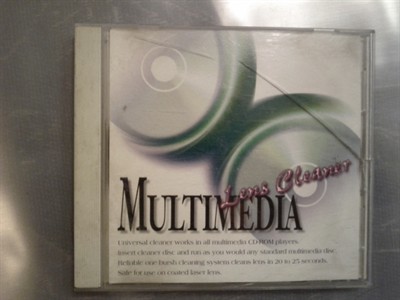 Lens Cleaner
MULTIMEDIA
Universal cleaner works in all multimedia CD-ROM players.
Insert cleaner disc and run as you would any standard multimedia disc.
Reliable one bursh cleaning system cleans lens in 20 to 25 seconds.
Safe for use on coated laser lens.